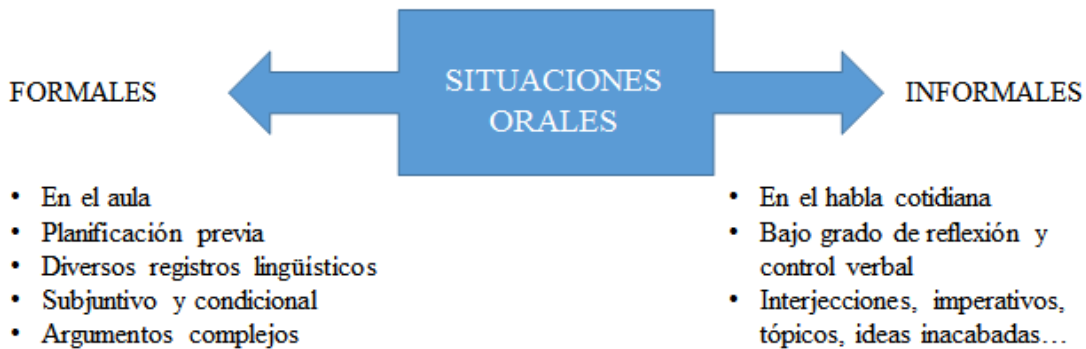 SITUACIONES
ORALES
FORMALES
INFORMALES
• En el aula
• Planificación previa
• Diversos registros lingüísticos
• Subjuntivo y condicional
• Argumentos complejos
• En el habla cotidiana
• Bajo grado de reflexión y
control verbal
• Interjecciones, imperativos,
tópicos, ideas inacabadas…